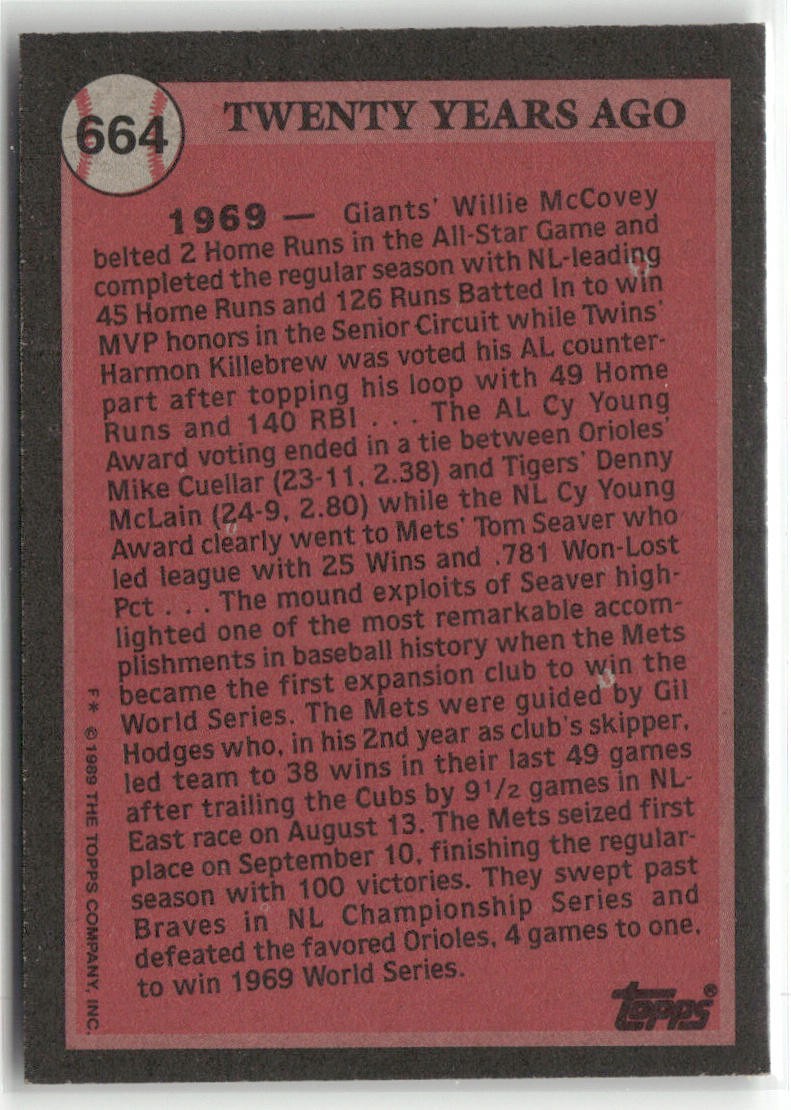 664
TWENTY YEARS AGO
1969 — Giants' Willie McCovey
belted 2 Home Runs in the All-Star Game and
completed the regular season with NL-leading
45 Home Runs and 126 Runs Batted In to win
MVP honors in the Senior Circuit while Twins'
Harmon Killebrew was voted his AL counter-
part after topping his loop with 49 Home
Runs and 140 RBI . . . The AL Cy Young
Award voting ended in a tie between Orioles'
Mike Cuellar (23-11, 2.38) and Tigers' Denny
McLain (24-9, 2.80) while the NL Cy Young
Award clearly went to Mets' Tom Seaver who
led league with 25 Wins and .781 Won-Lost
Pct . . . The mound exploits of Seaver high-
lighted one of the most remarkable accom-
plishments in baseball history when the Mets
became the first expansion club to win the
World Series. The Mets were guided by Gil
Hodges who, in his 2nd year as club's skipper,
led team to 38 wins in their last 49 games
after trailing the Cubs by 9 1/2 games in NL-
East race on August 13. The Mets seized first
place on September 10, finishing the regular-
season with 100 victories. They swept past
Braves in NL Championship Series and
defeated the favored Orioles, 4 games to one,
to win 1969 World Series.
F* © 1989 THE TOPPS COMPANY, INC.
topps®